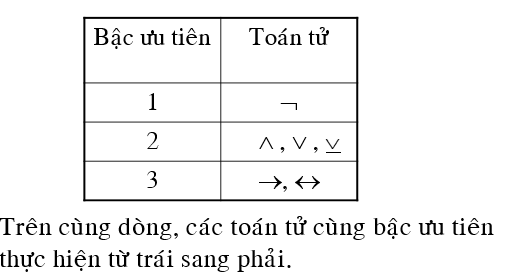 Bậc ưu tiên Toán tử
1 ¬
2 ∧ , ∨ , ⊻
3 →, ↔
Trên cùng dòng, các toán tử cùng bậc ưu tiên
thực hiện từ trái sang phải.